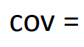 cov =